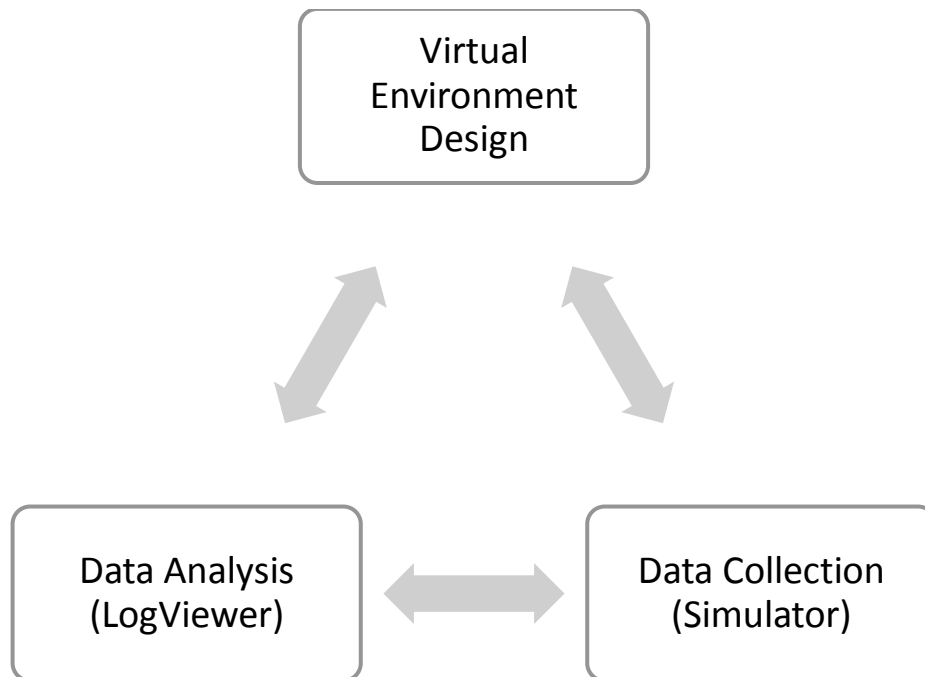 Virtual
Environment
Design
Data Analysis
(LogViewer)
Data Collection
(Simulator)